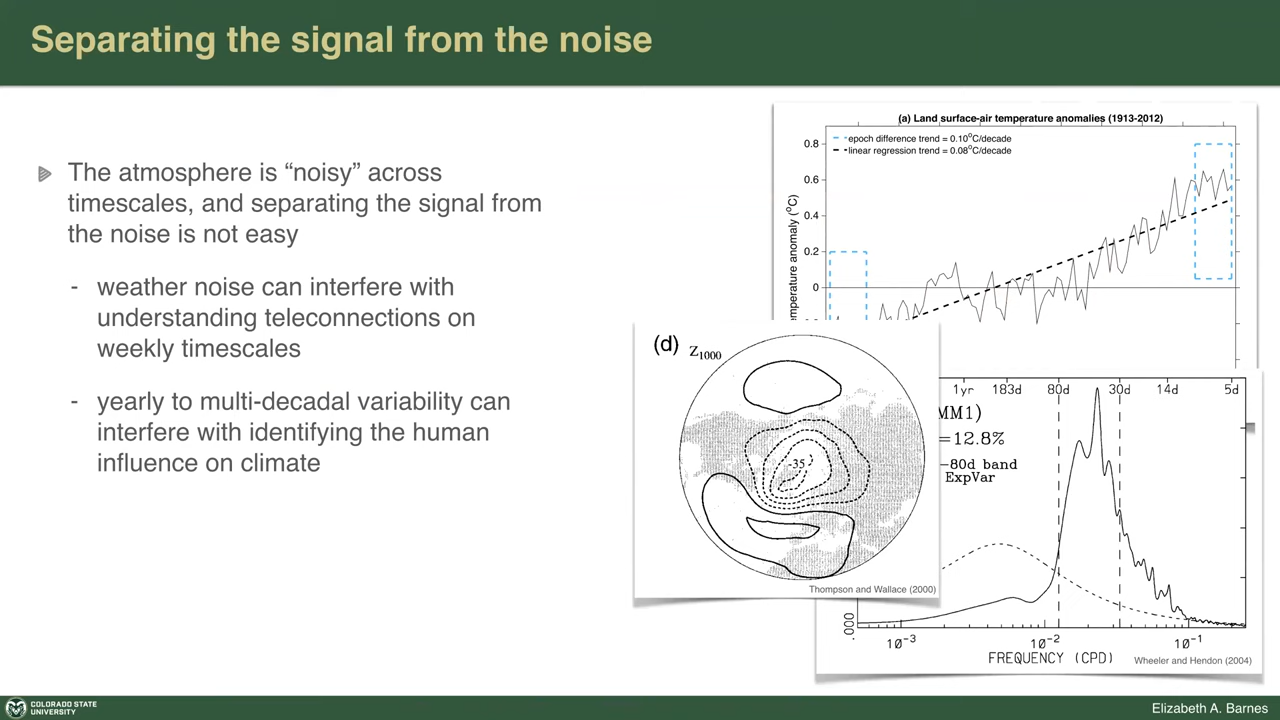 Separating the signal from the noise
The atmosphere is “noisy” across
timescales, and separating the signal from
the noise is not easy
- weather noise can interfere with
understanding teleconnections on
weekly timescales
- yearly to multi-decadal variability can
interfere with identifying the human
influence on climate
(a) Land surface-air temperature anomalies (1913-2012)
epoch difference trend = 0.10°C/decade
linear regression trend = 0.08°C/decade
0.8
0.6
0.4
0.2
0
emperature anomaly (°C)
(d) Z1000
-35
Thompson and Wallace (2000)
1yr 183d 80d 30d 14d 5d
MM1)
=12.8%
-80d band
ExpVar
.000
10⁻³ 10⁻² 10⁻¹
FREQUENCY (CPD)
Wheeler and Hendon (2004)
COLORADO STATE
UNIVERSITY
Elizabeth A. Barnes